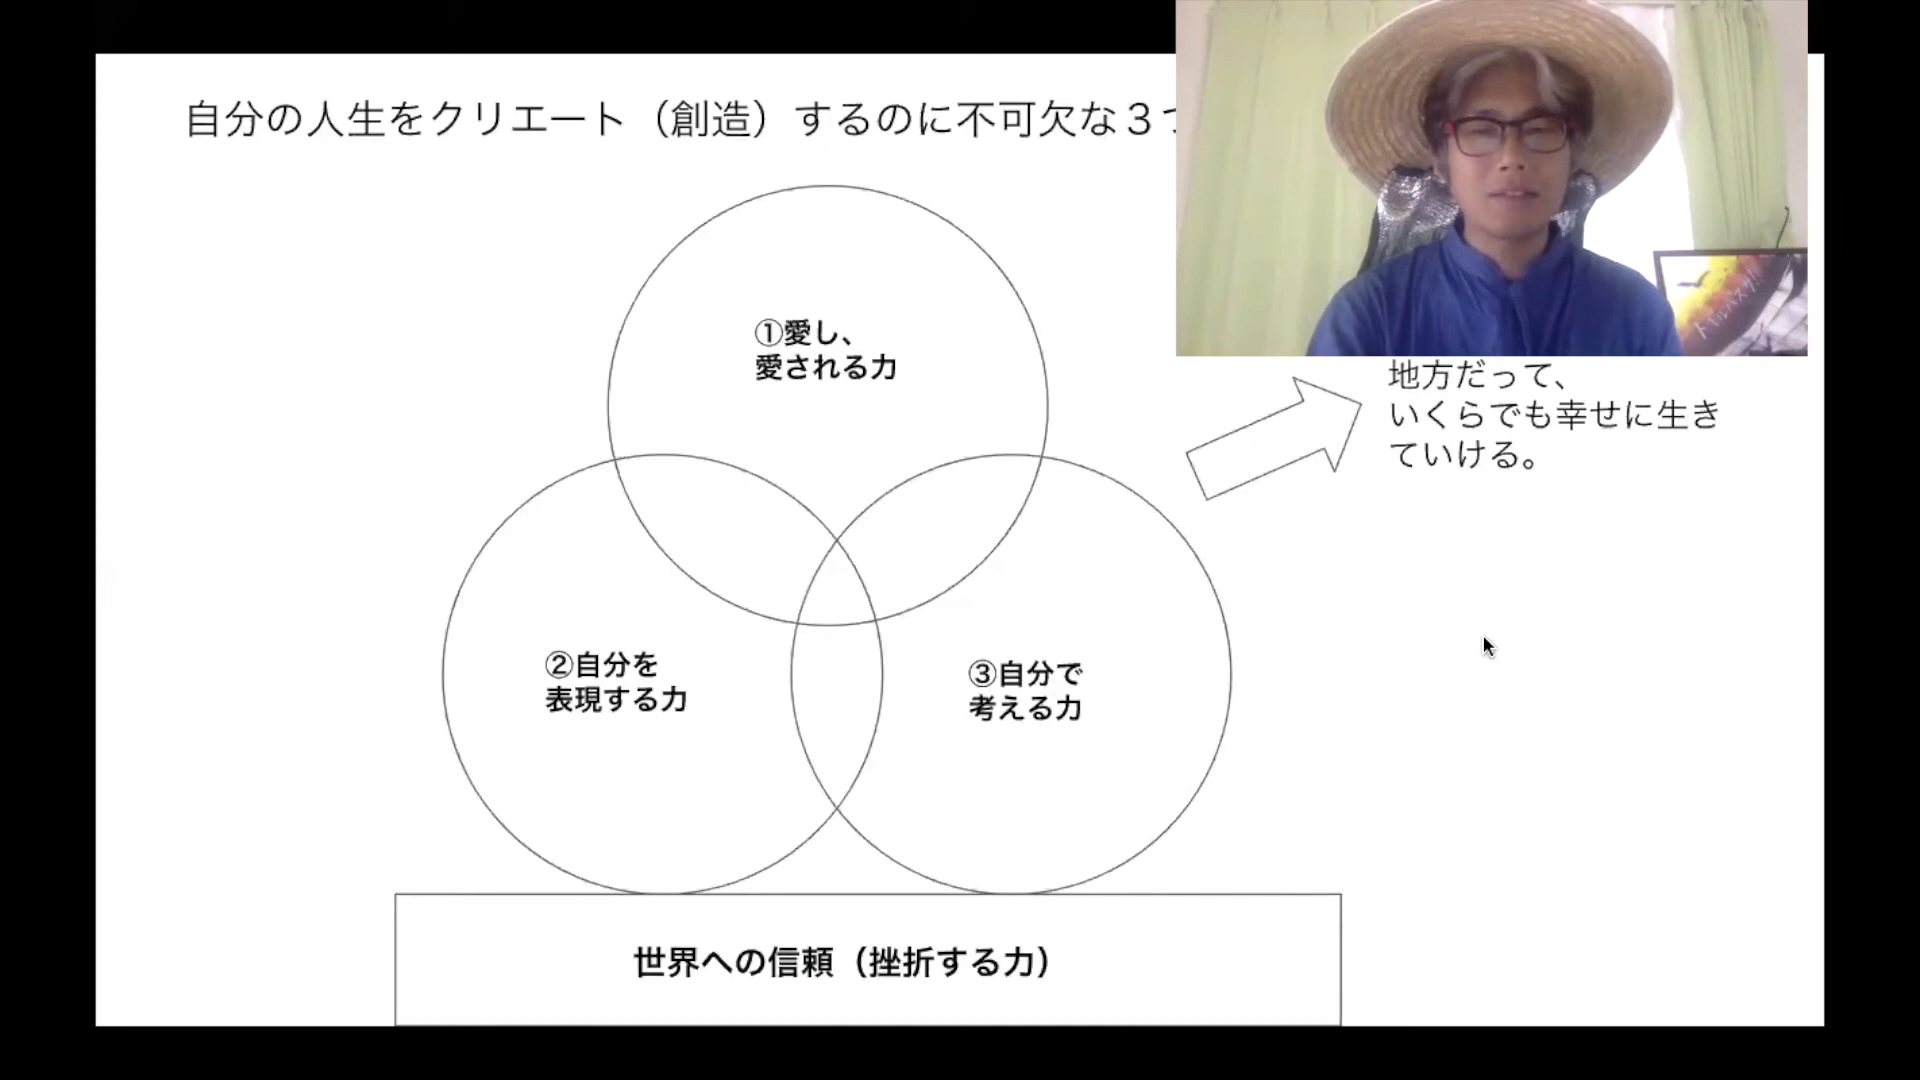 自分の人生をクリエート（創造）するのに不可欠な３つ
①愛し、
愛される力
地方だって、
いくらでも幸せに生き
ていける。
②自分を
表現する力
③自分で
考える力
世界への信頼（挫折する力）